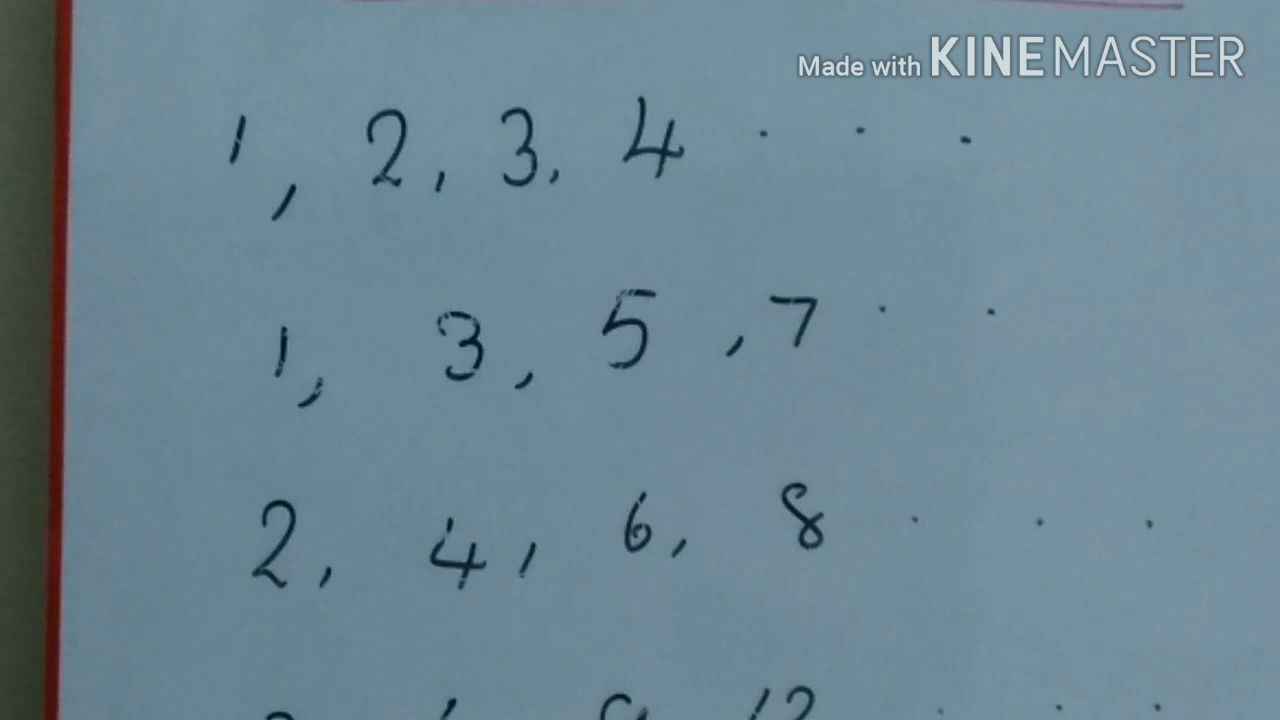 Made with KINEMASTER
1, 2, 3, 4 . . .
1, 3, 5, 7 . .
2, 4, 6, 8 . . .